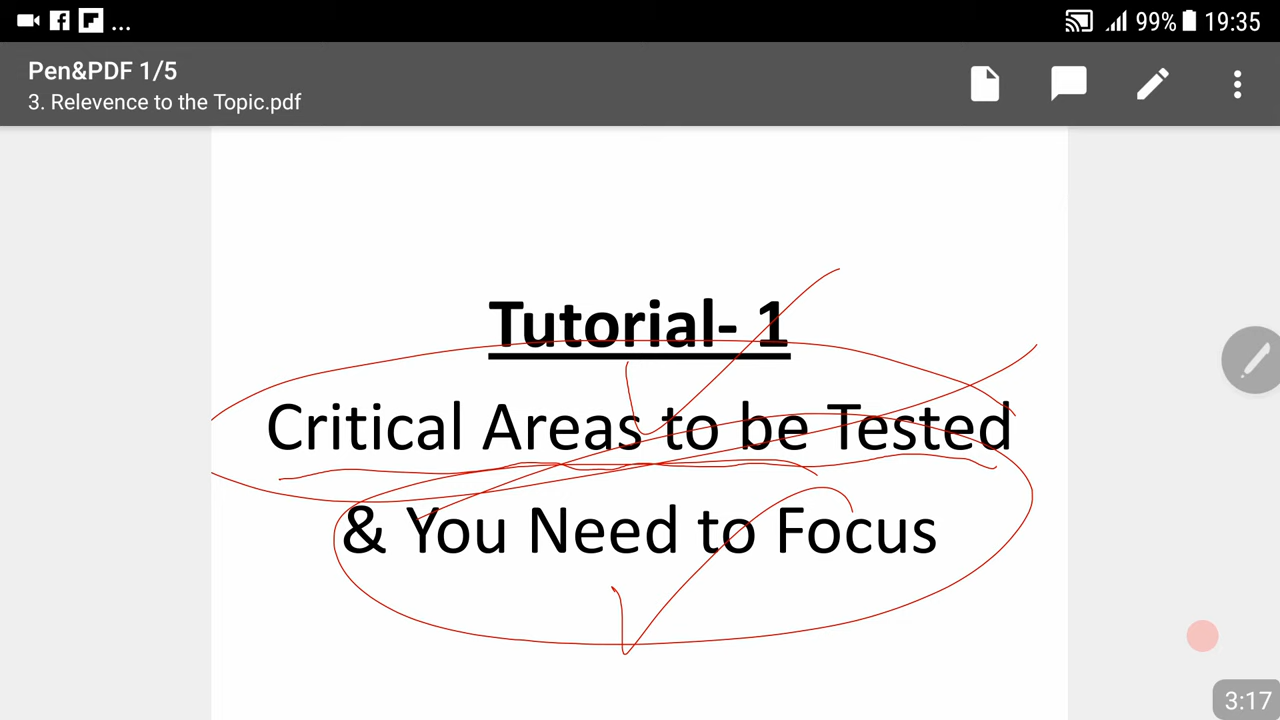 ... 99% 19:35
Pen&PDF 1/5
3. Relevence to the Topic.pdf
Tutorial- 1
Critical Areas to be Tested
& You Need to Focus
3:17